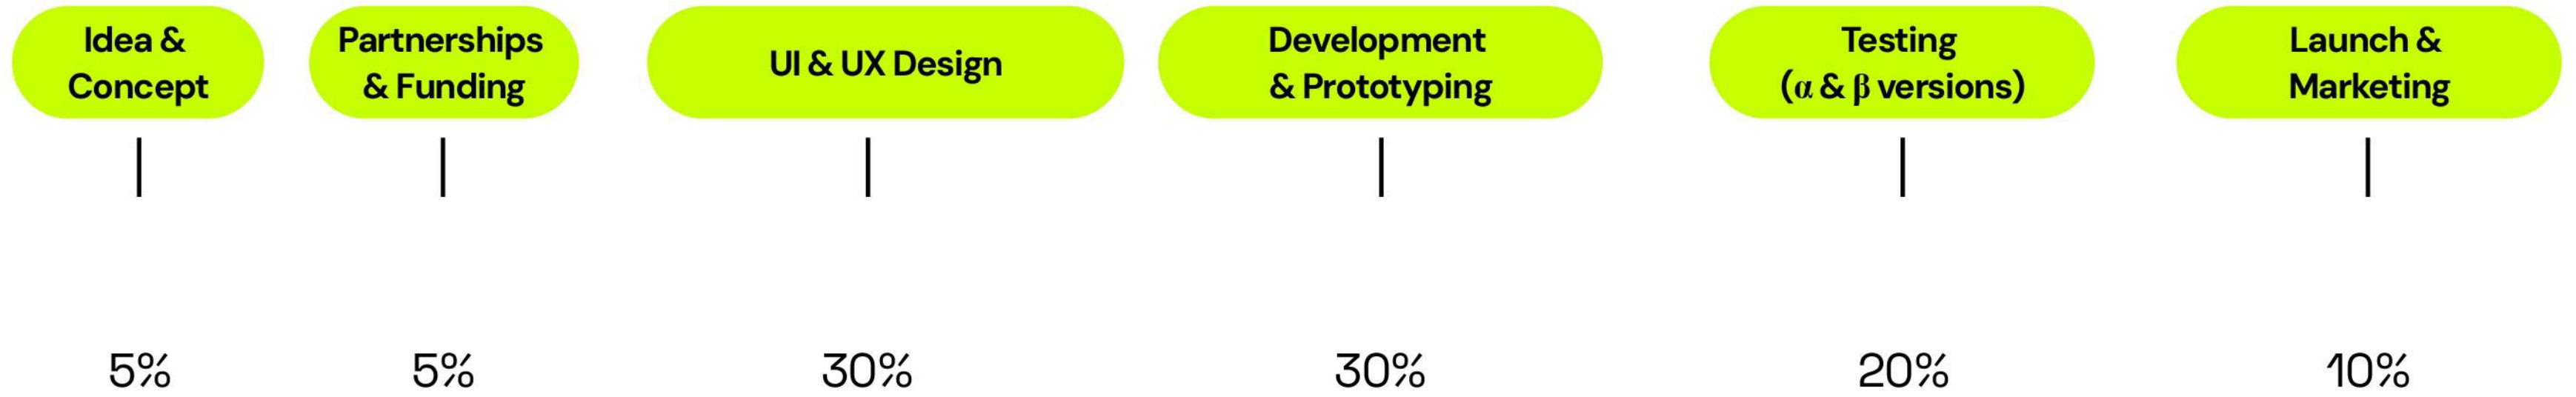 Idea &
Concept
Partnerships
& Funding
UI & UX Design
Development
& Prototyping
Testing
(α & β versions)
Launch &
Marketing
5%
5%
30%
30%
20%
10%